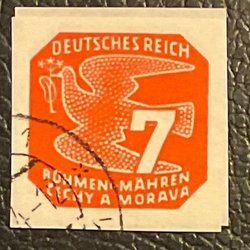 DEUTSCHES REICH
7
BÖHMEN U. MÄHREN
ČECHY A MORAVA